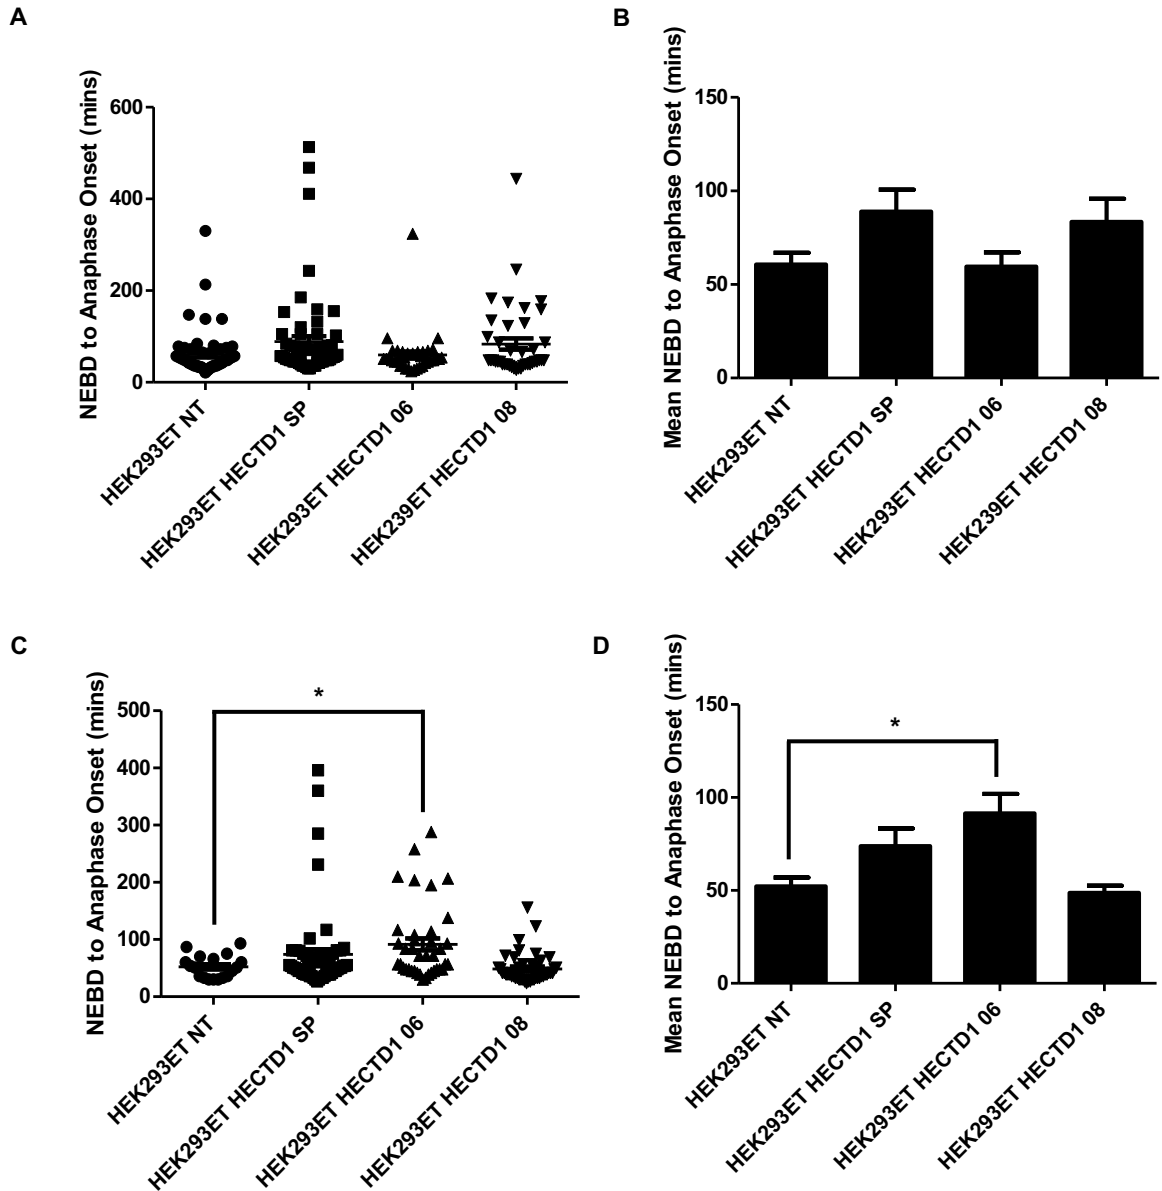 A
NEBD to Anaphase Onset (mins)
600
400
200
0
HEK293ET NT
HEK293ET HECTD1 SP
HEK293ET HECTD1 06
HEK239ET HECTD1 08
B
Mean NEBD to Anaphase Onset (mins)
150
100
50
0
HEK293ET NT
HEK293ET HECTD1 SP
HEK293ET HECTD1 06
HEK239ET HECTD1 08
C
NEBD to Anaphase Onset (mins)
500
400
300
200
100
0
*
HEK293ET NT
HEK293ET HECTD1 SP
HEK293ET HECTD1 06
HEK293ET HECTD1 08
D
Mean NEBD to Anaphase Onset (mins)
150
100
50
0
*
HEK293ET NT
HEK293ET HECTD1 SP
HEK293ET HECTD1 06
HEK293ET HECTD1 08